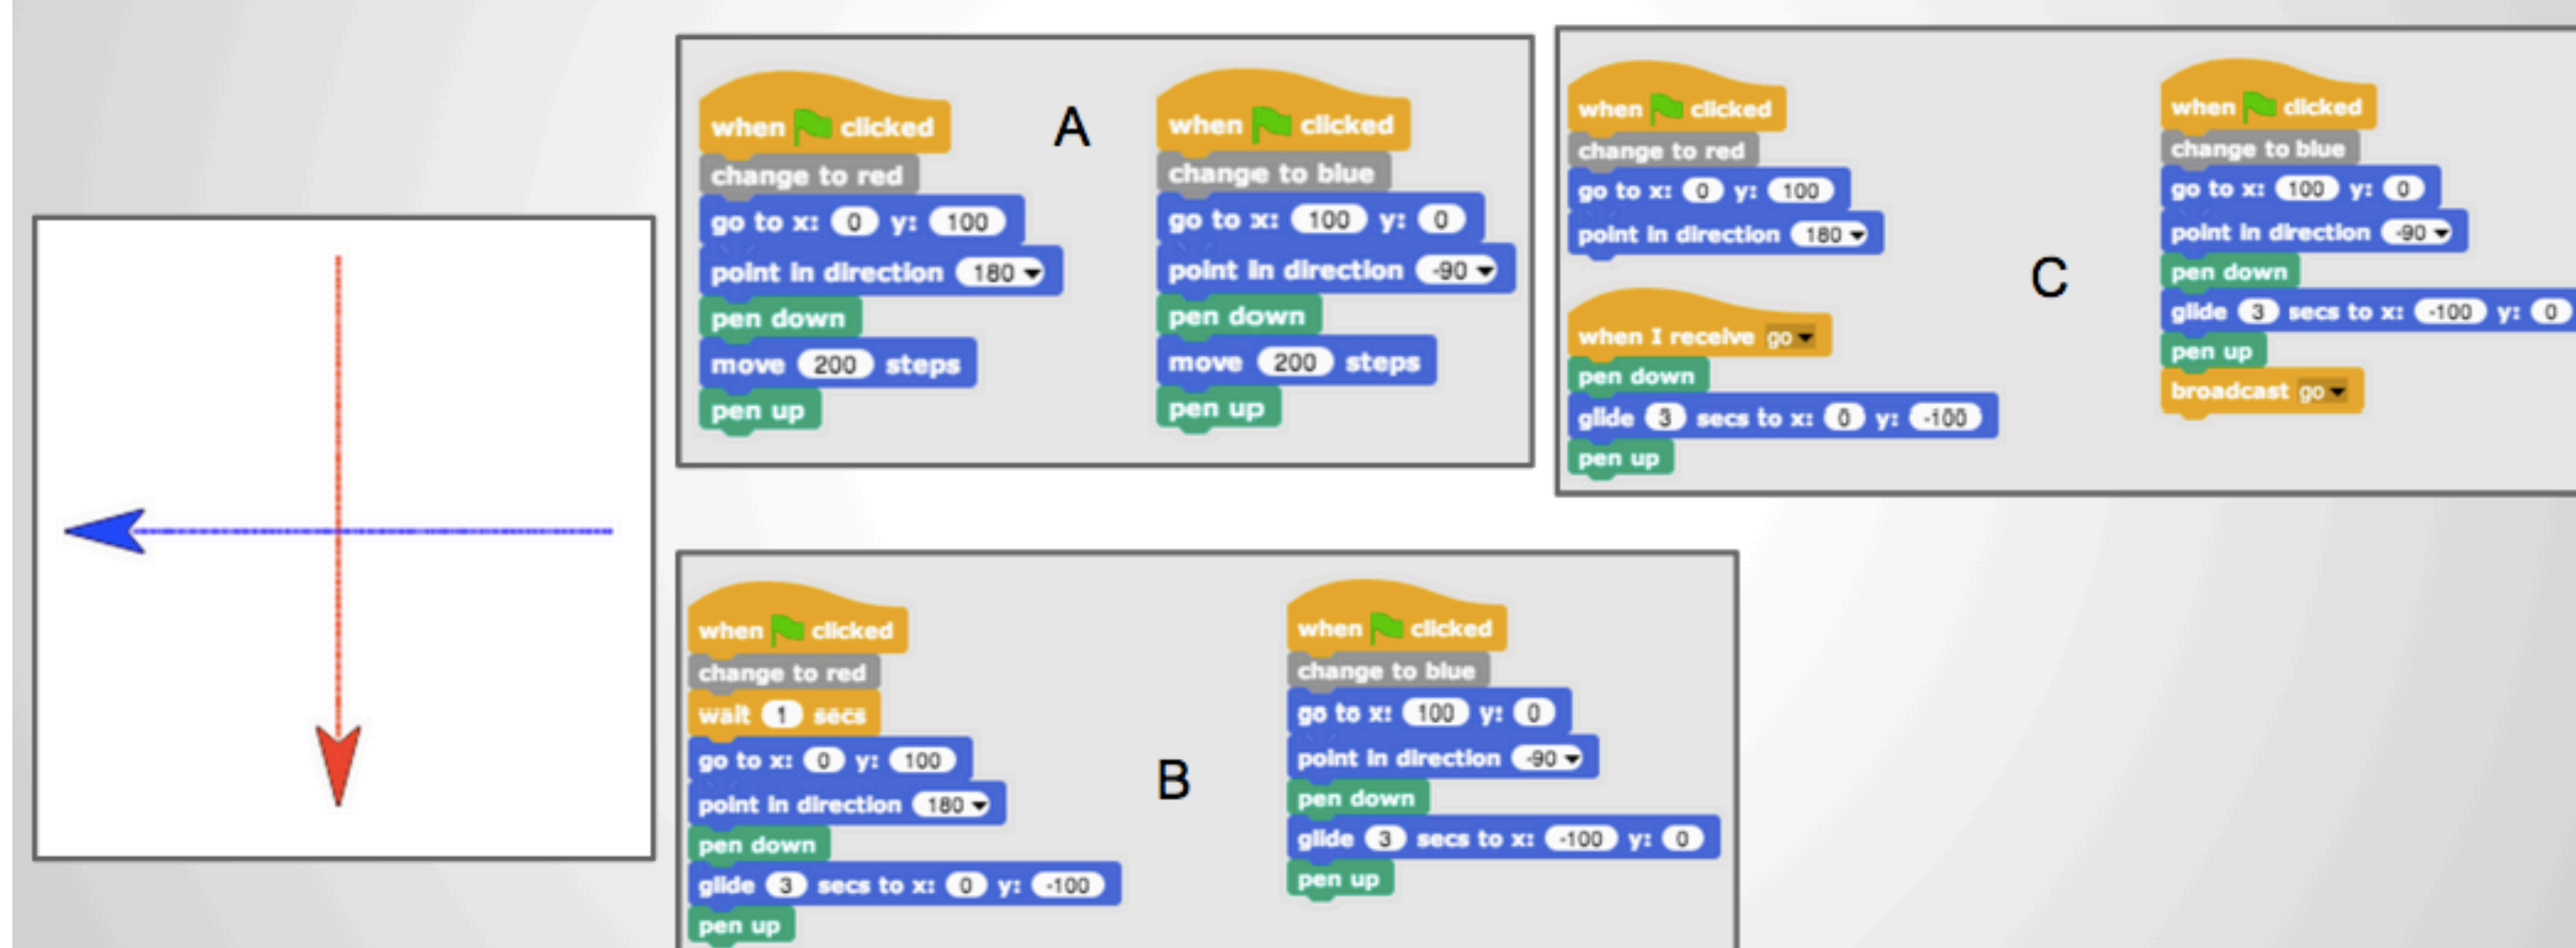 A
when clicked
change to red
go to x: 0 y: 100
point in direction 180
pen down
move 200 steps
pen up
when clicked
change to blue
go to x: 100 y: 0
point in direction -90
pen down
move 200 steps
pen up
C
when clicked
change to red
go to x: 0 y: 100
point in direction 180
when I receive go
pen down
glide 3 secs to x: 0 y: -100
pen up
when clicked
change to blue
go to x: 100 y: 0
point in direction -90
pen down
glide 3 secs to x: -100 y: 0
pen up
broadcast go
B
when clicked
change to red
wait 1 secs
go to x: 0 y: 100
point in direction 180
pen down
glide 3 secs to x: 0 y: -100
pen up
when clicked
change to blue
go to x: 100 y: 0
point in direction -90
pen down
glide 3 secs to x: -100 y: 0
pen up